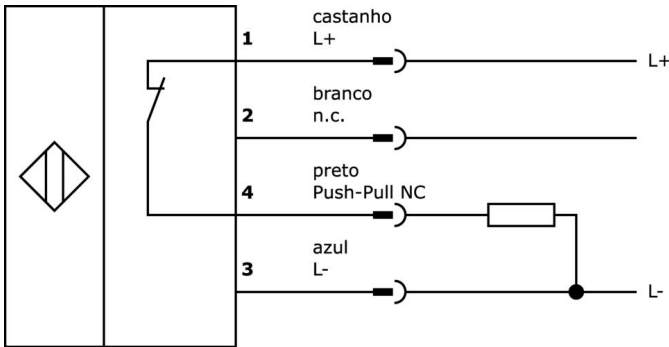 castanho
1 L+ L+
branco
2 n.c.
preto
4 Push-Pull NC
azul
3 L- L-